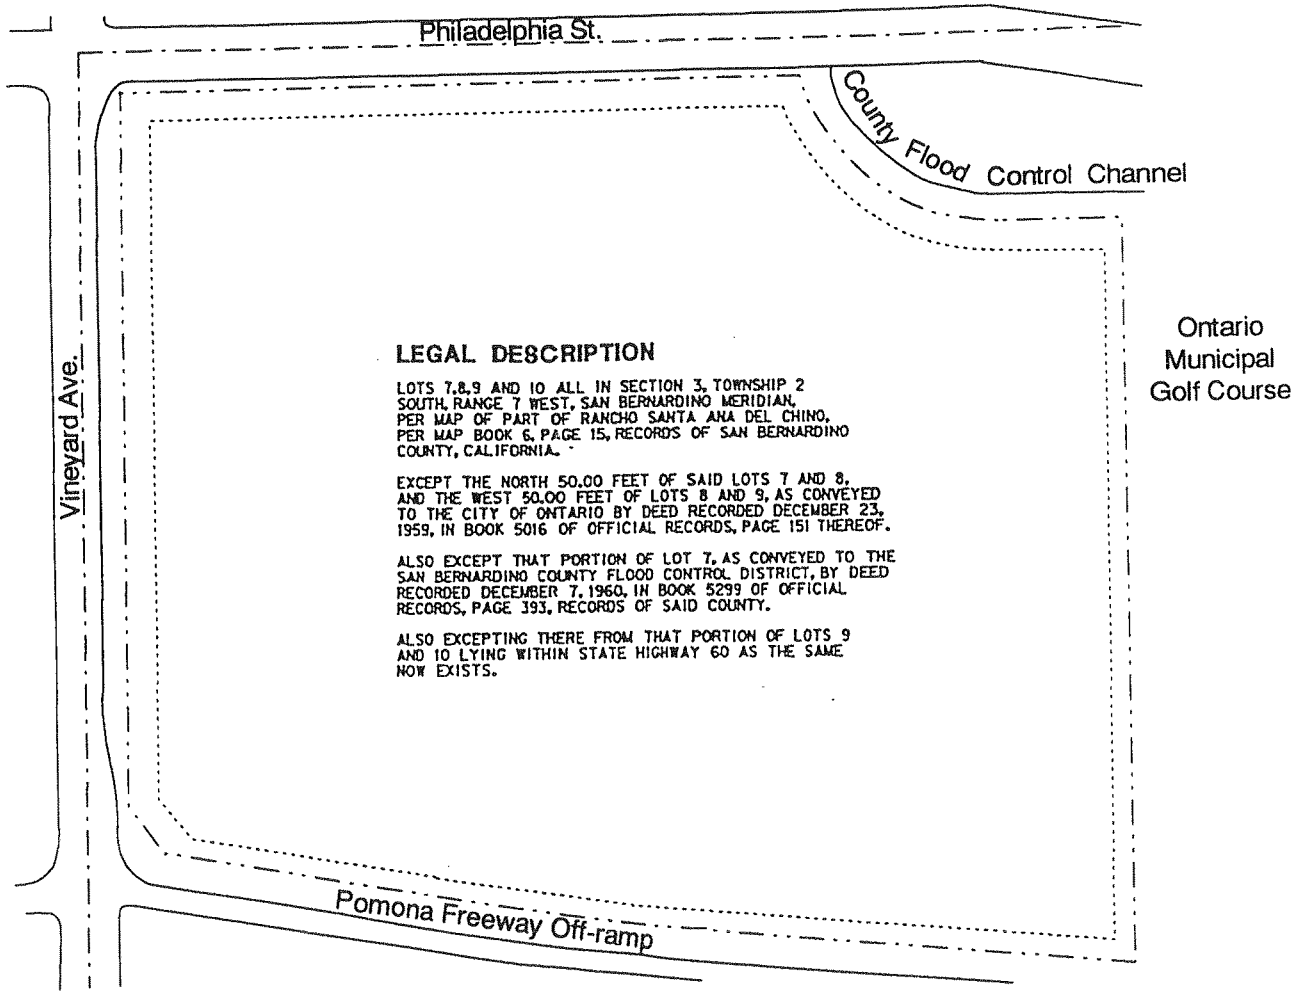 Philadelphia St.
County Flood Control Channel
Ontario
Municipal
Golf Course
Vineyard Ave.
LEGAL DESCRIPTION
LOTS 7,8,9 AND 10 ALL IN SECTION 3, TOWNSHIP 2
SOUTH, RANGE 7 WEST, SAN BERNARDINO MERIDIAN,
PER MAP OF PART OF RANCHO SANTA ANA DEL CHINO,
PER MAP BOOK 6, PAGE 15, RECORDS OF SAN BERNARDINO
COUNTY, CALIFORNIA.
EXCEPT THE NORTH 50.00 FEET OF SAID LOTS 7 AND 8,
AND THE WEST 50.00 FEET OF LOTS 8 AND 9, AS CONVEYED
TO THE CITY OF ONTARIO BY DEED RECORDED DECEMBER 23,
1959, IN BOOK 5016 OF OFFICIAL RECORDS, PAGE 151 THEREOF.
ALSO EXCEPT THAT PORTION OF LOT 7, AS CONVEYED TO THE
SAN BERNARDINO COUNTY FLOOD CONTROL DISTRICT, BY DEED
RECORDED DECEMBER 7, 1960, IN BOOK 5299 OF OFFICIAL
RECORDS, PAGE 393, RECORDS OF SAID COUNTY.
ALSO EXCEPTING THERE FROM THAT PORTION OF LOTS 9
AND 10 LYING WITHIN STATE HIGHWAY 60 AS THE SAME
NOW EXISTS.
Pomona Freeway Off-ramp